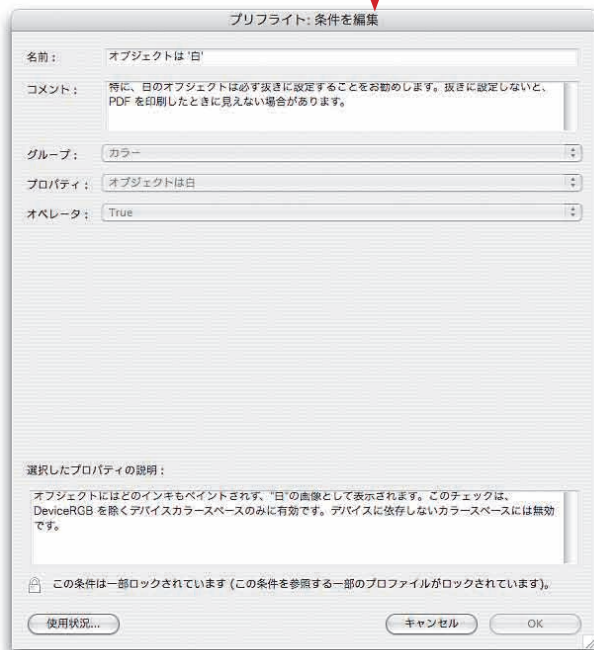 プリフライト: 条件を編集
名前：
オブジェクトは '白'
コメント：
特に、白のオブジェクトは必ず抜きに設定することをお勧めします。抜きに設定しないと、
PDF を印刷したときに見えない場合があります。
グループ：
カラー
プロパティ：
オブジェクトは白
オペレータ：
True
選択したプロパティの説明：
オブジェクトにはどのインキもペイントされず、"白"の画像として表示されます。このチェックは、
DeviceRGB を除くデバイスカラースペースのみに有効です。デバイスに依存しないカラースペースには無効
です。
この条件は一部ロックされています (この条件を参照する一部のプロファイルがロックされています)。
使用状況...
キャンセル
OK